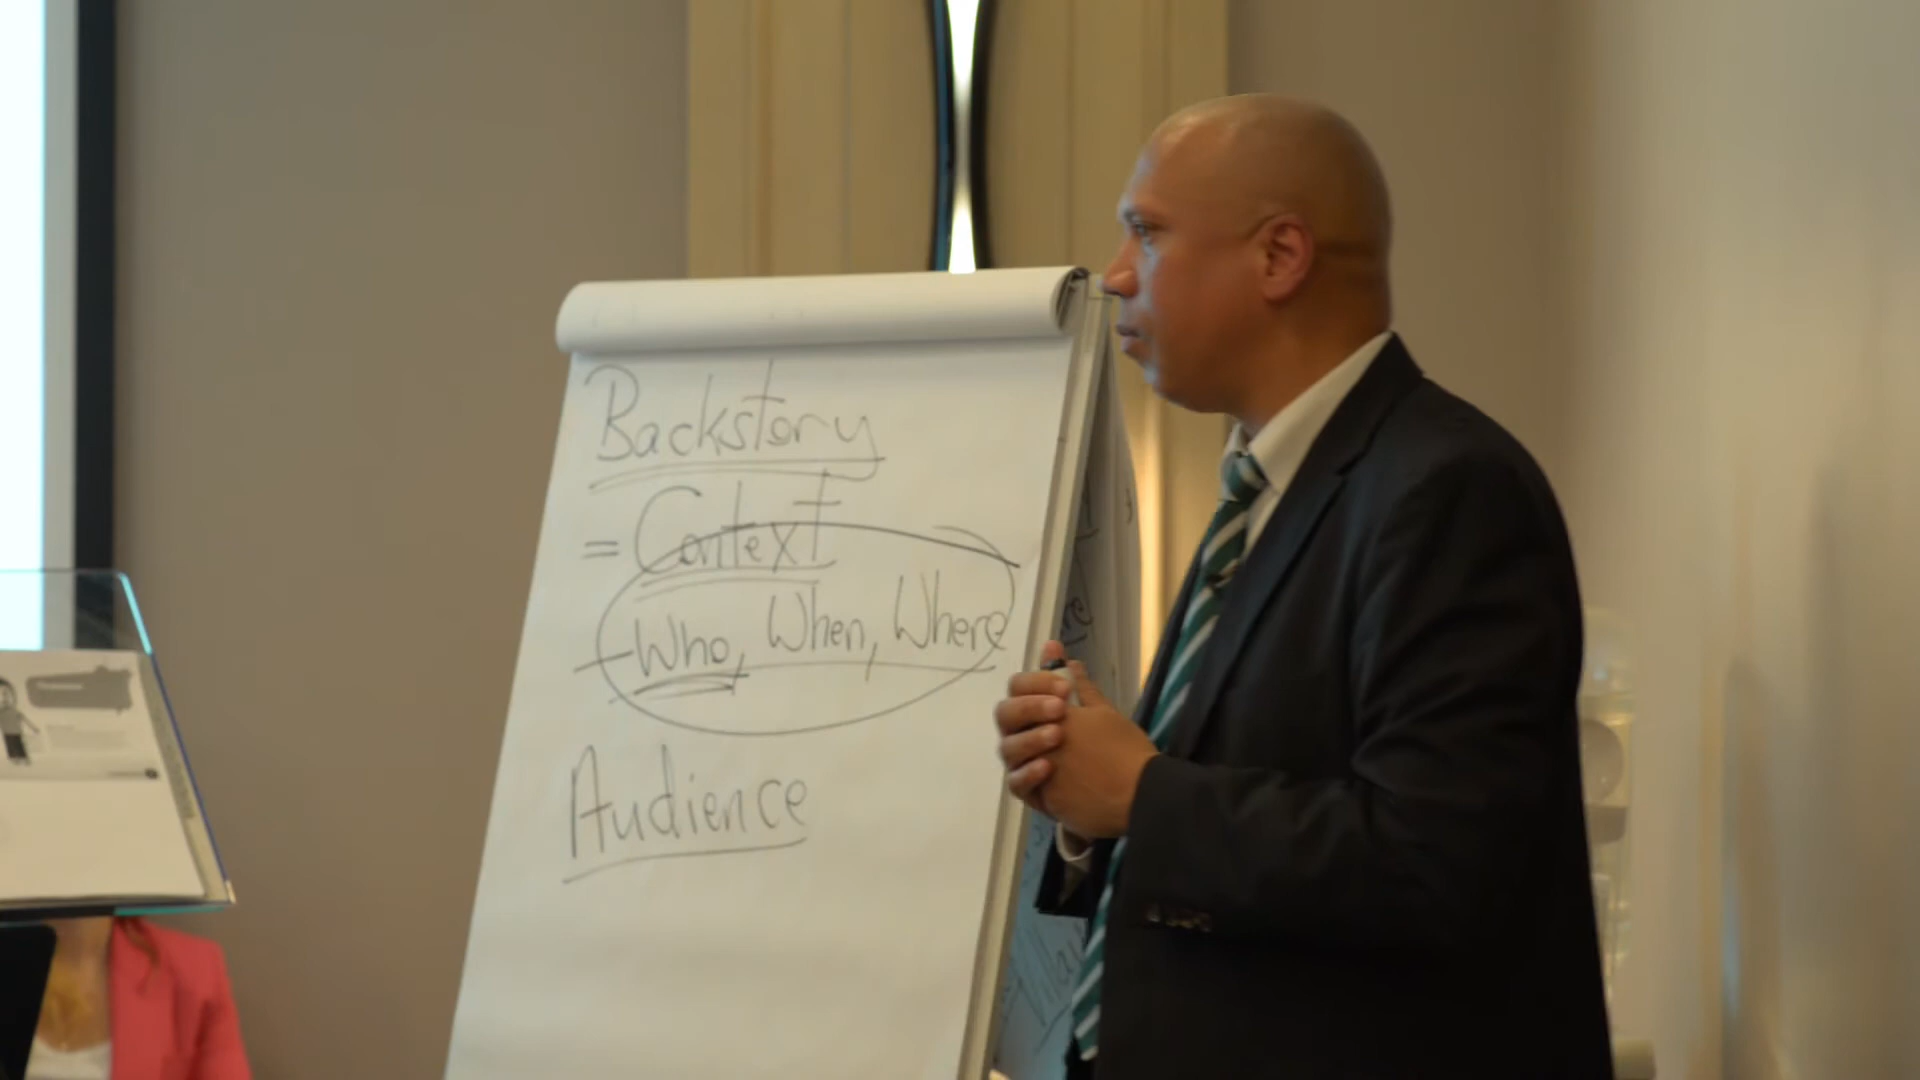 Backstory
= Context
- Who, When, Where
Audience